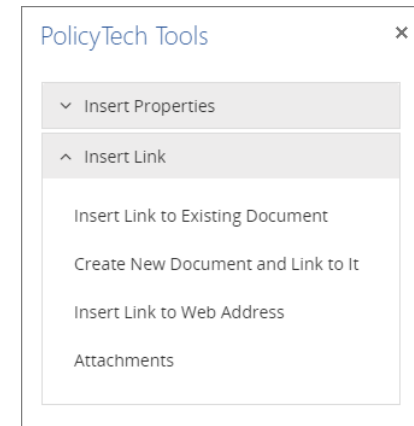 PolicyTech Tools
Insert Properties
Insert Link
Insert Link to Existing Document
Create New Document and Link to It
Insert Link to Web Address
Attachments